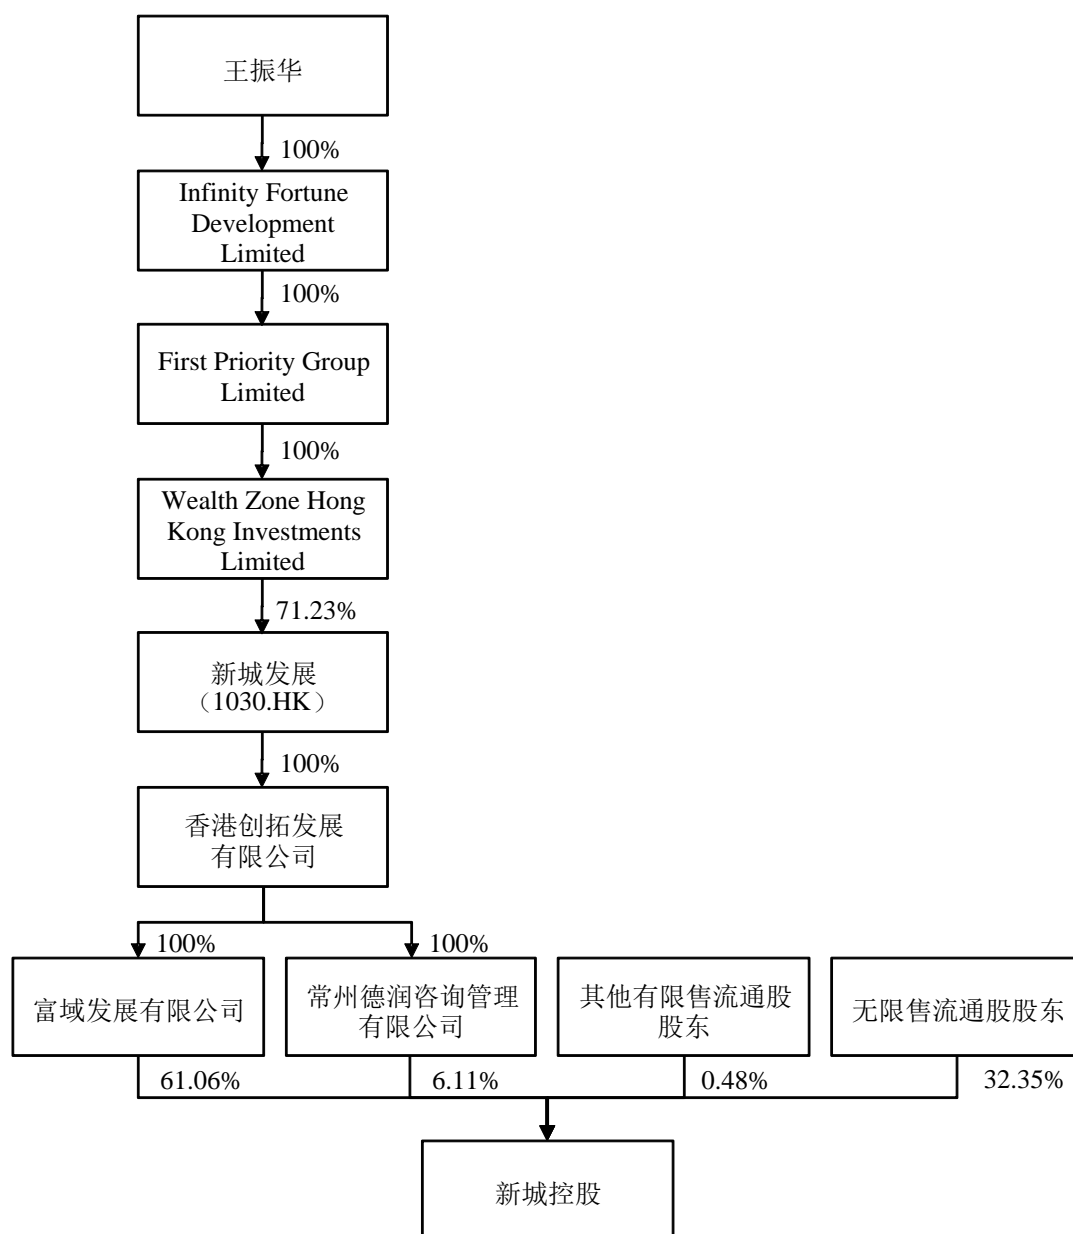 王振华
100%
Infinity Fortune
Development
Limited
100%
First Priority Group
Limited
100%
Wealth Zone Hong
Kong Investments
Limited
71.23%
新城发展
（1030.HK）
100%
香港创拓发展
有限公司
100%
100%
富域发展有限公司
常州德润咨询管理
有限公司
其他有限售流通股
股东
无限售流通股股东
61.06%
6.11%
0.48%
32.35%
新城控股